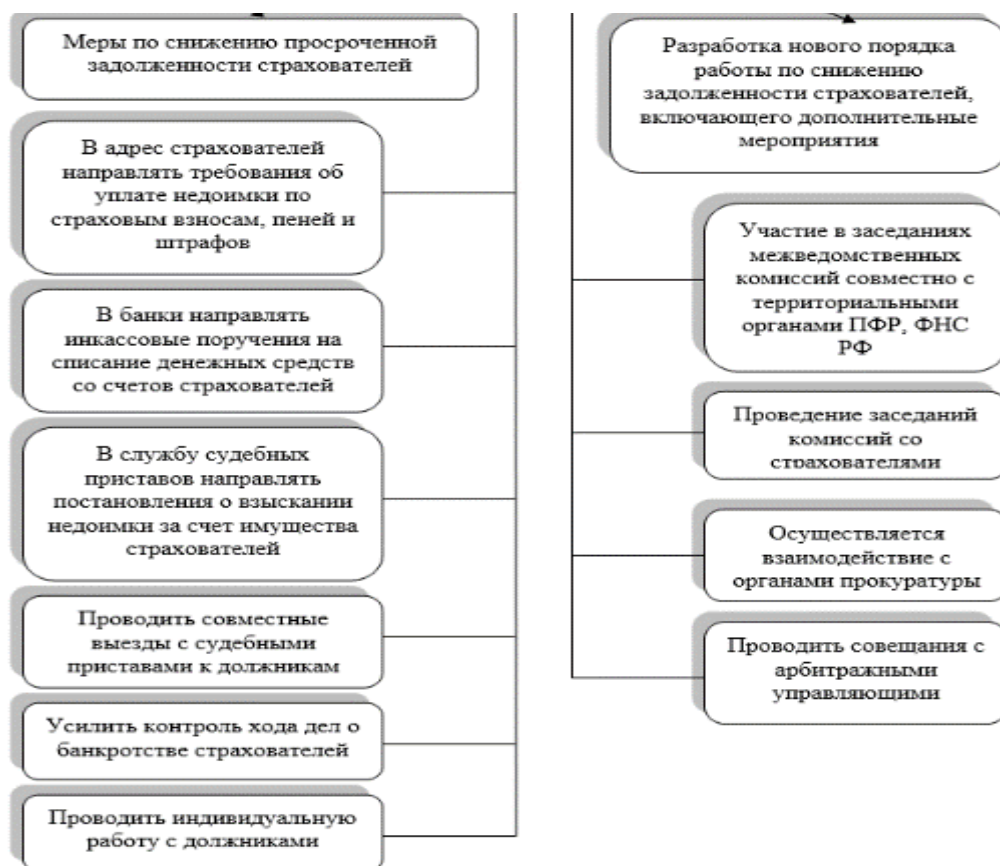 Меры по снижению просроченной
задолженности страхователей
В адрес страхователей
направлять требования об
уплате недоимки по
страховым взносам, пеней и
штрафов
В банки направлять
инкассовые поручения на
списание денежных средств
со счетов страхователей
В службу судебных
приставов направлять
постановления о взыскании
недоимки за счет имущества
страхователей
Проводить совместные
выезды с судебными
приставами к должникам
Усилить контроль хода дел о
банкротстве страхователей
Проводить индивидуальную
работу с должниками
Разработка нового порядка
работы по снижению
задолженности страхователей,
включающего дополнительные
мероприятия
Участие в заседаниях
межведомственных
комиссий совместно с
территориальными
органами ПФР, ФНС
РФ
Проведение заседаний
комиссий со
страхователями
Осуществляется
взаимодействие с
органами прокуратуры
Проводить совещания с
арбитражными
управляющими